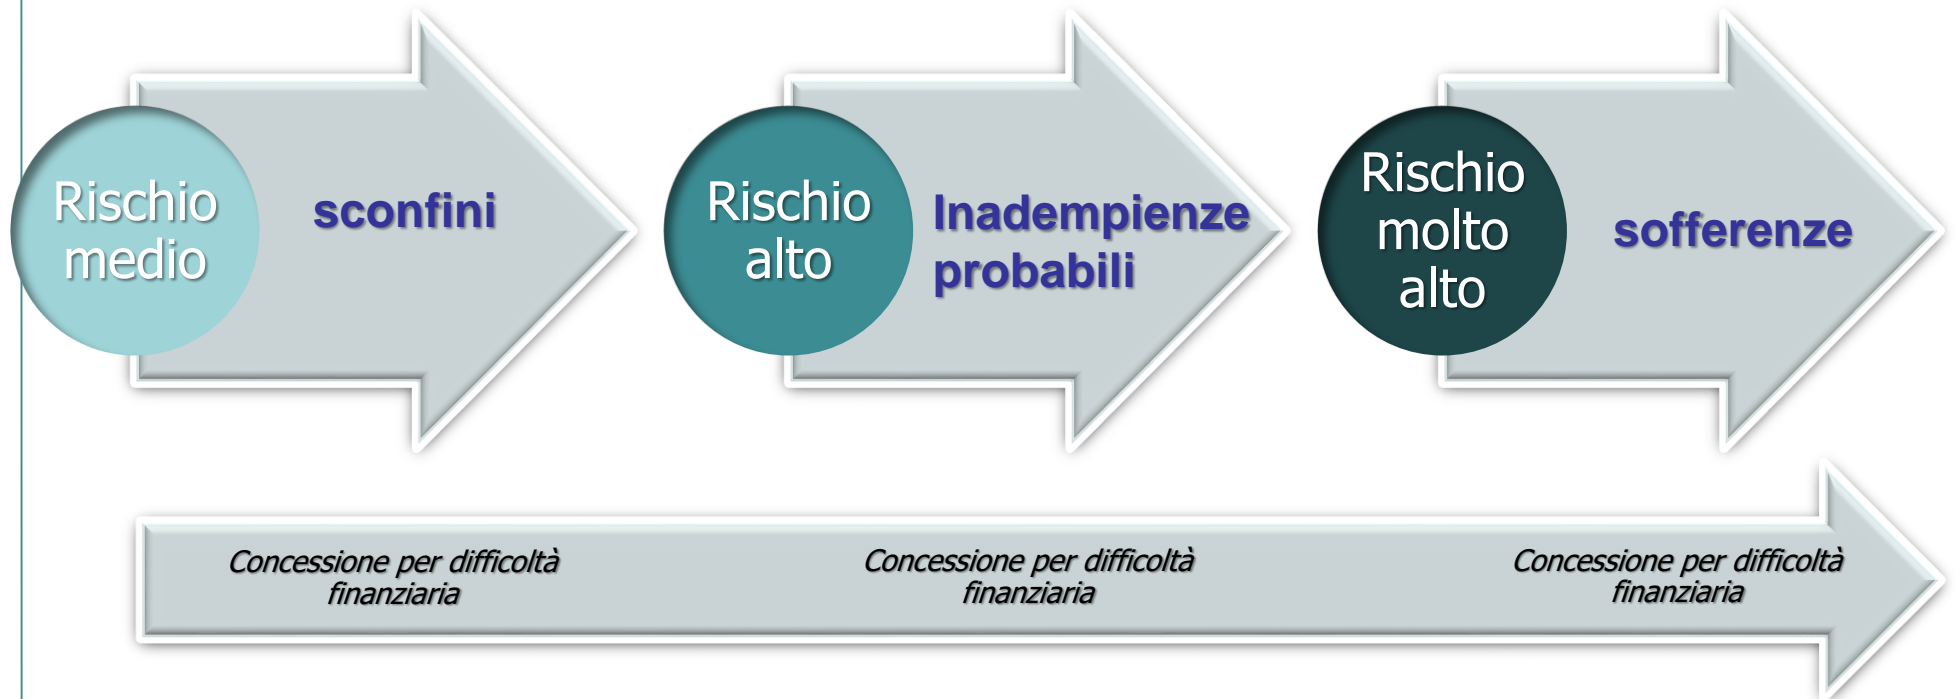 Rischio
medio
sconfini
Rischio
alto
Inadempienze
probabili
Rischio
molto
alto
sofferenze
Concessione per difficoltà
finanziaria
Concessione per difficoltà
finanziaria
Concessione per difficoltà
finanziaria